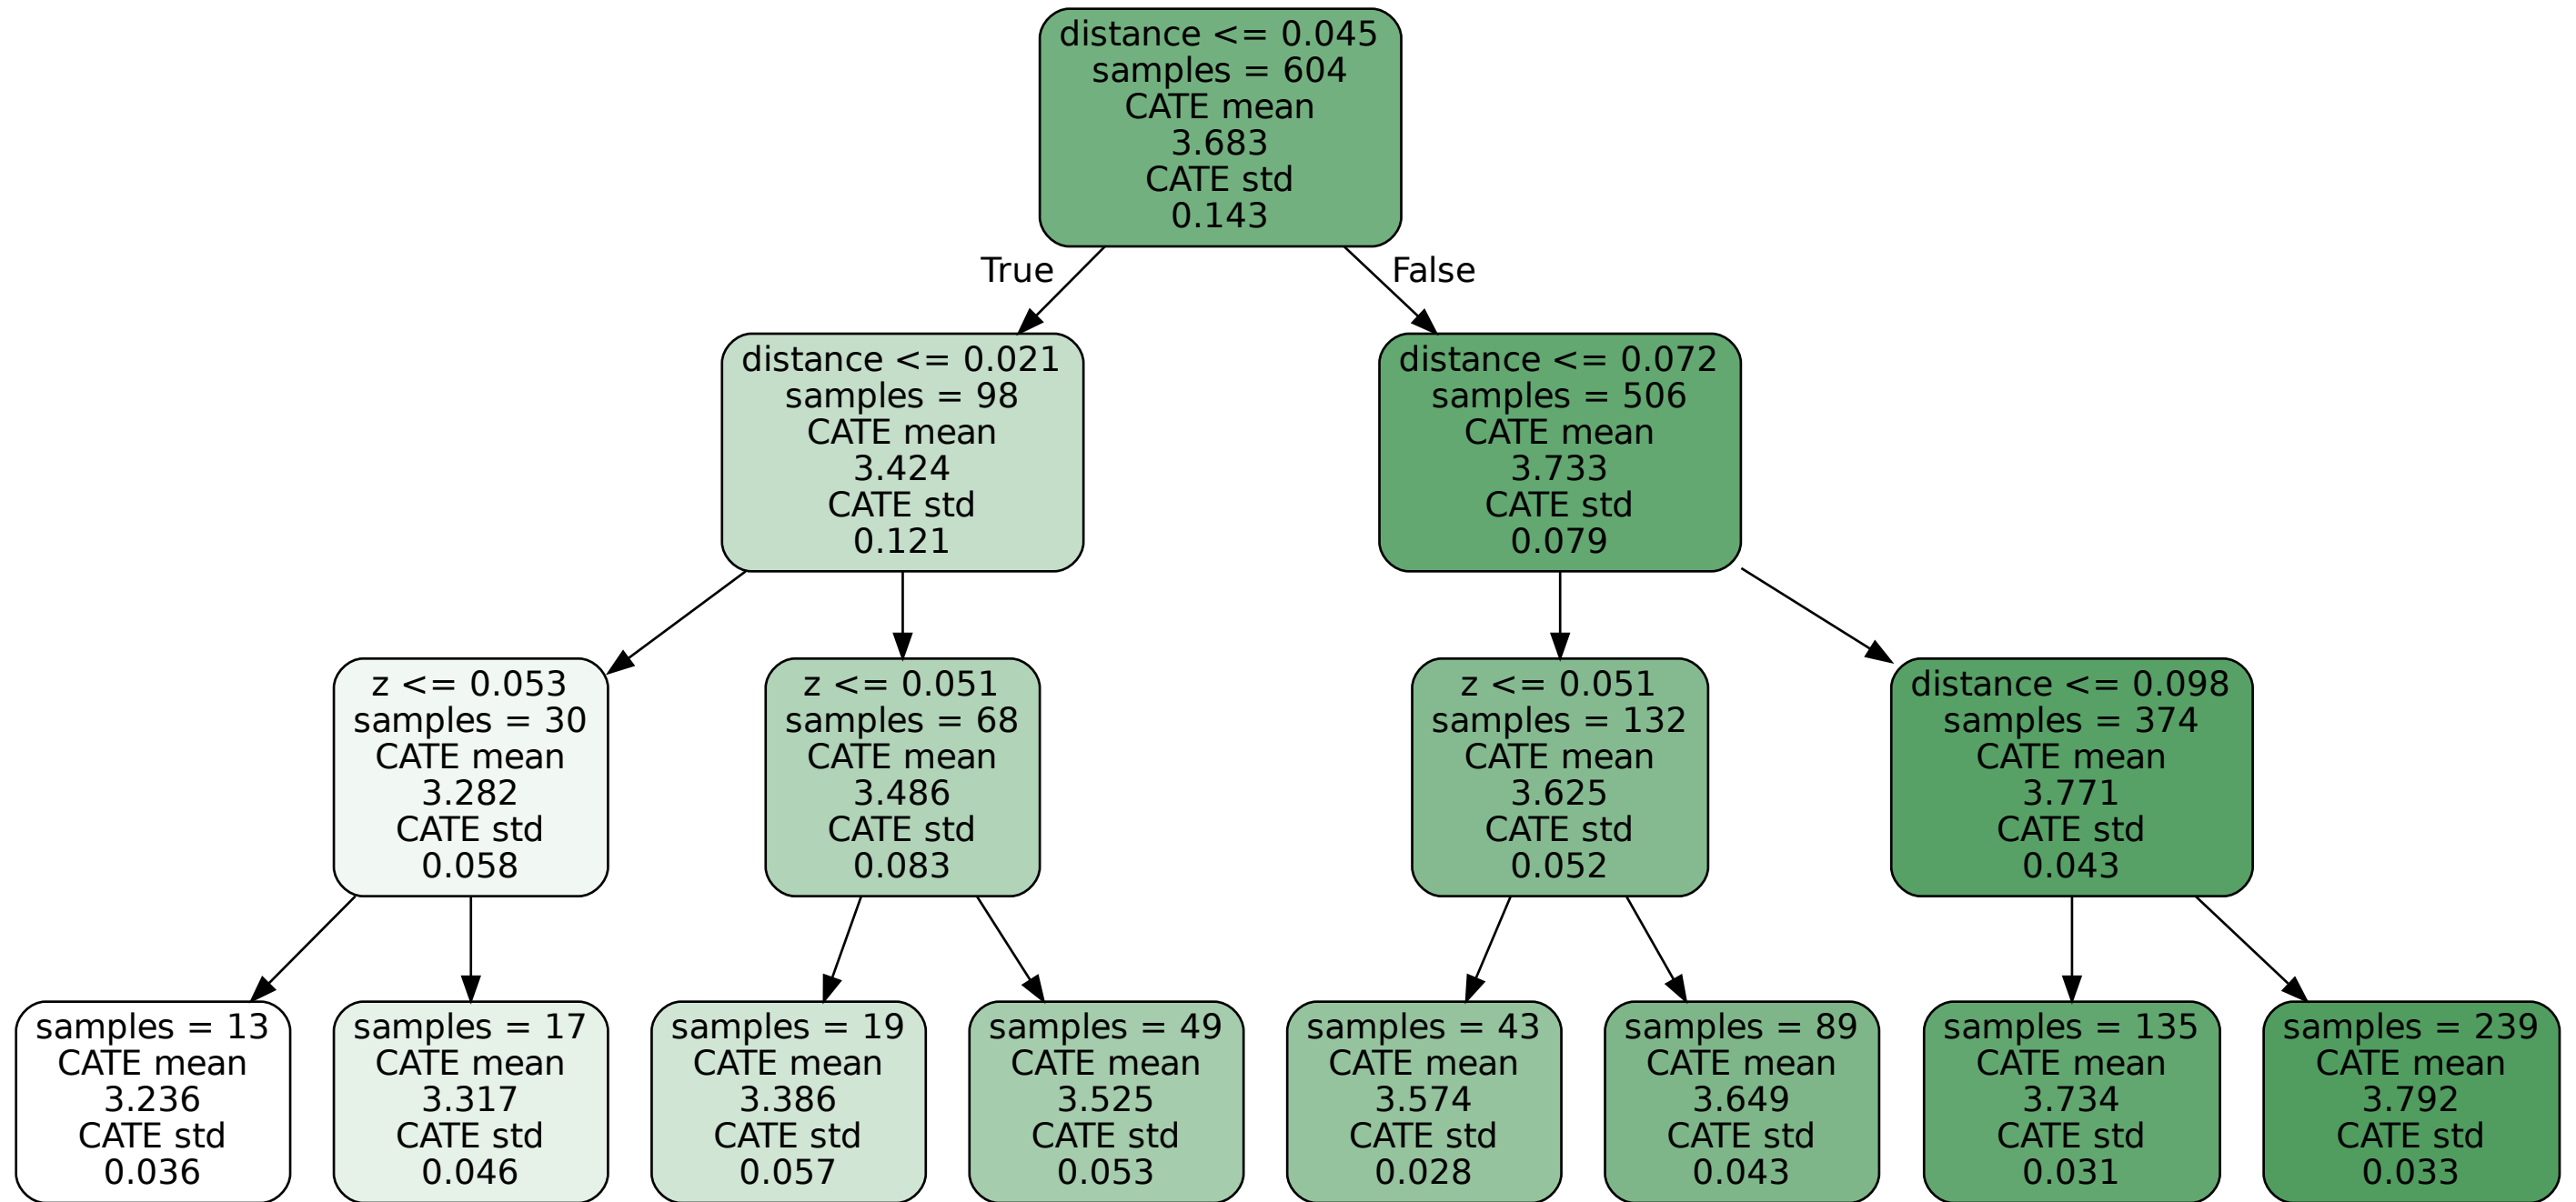 distance <= 0.045
samples = 604
CATE mean
3.683
CATE std
0.143
True
False
distance <= 0.021
samples = 98
CATE mean
3.424
CATE std
0.121
distance <= 0.072
samples = 506
CATE mean
3.733
CATE std
0.079
z <= 0.053
samples = 30
CATE mean
3.282
CATE std
0.058
z <= 0.051
samples = 68
CATE mean
3.486
CATE std
0.083
z <= 0.051
samples = 132
CATE mean
3.625
CATE std
0.052
distance <= 0.098
samples = 374
CATE mean
3.771
CATE std
0.043
samples = 13
CATE mean
3.236
CATE std
0.036
samples = 17
CATE mean
3.317
CATE std
0.046
samples = 19
CATE mean
3.386
CATE std
0.057
samples = 49
CATE mean
3.525
CATE std
0.053
samples = 43
CATE mean
3.574
CATE std
0.028
samples = 89
CATE mean
3.649
CATE std
0.043
samples = 135
CATE mean
3.734
CATE std
0.031
samples = 239
CATE mean
3.792
CATE std
0.033